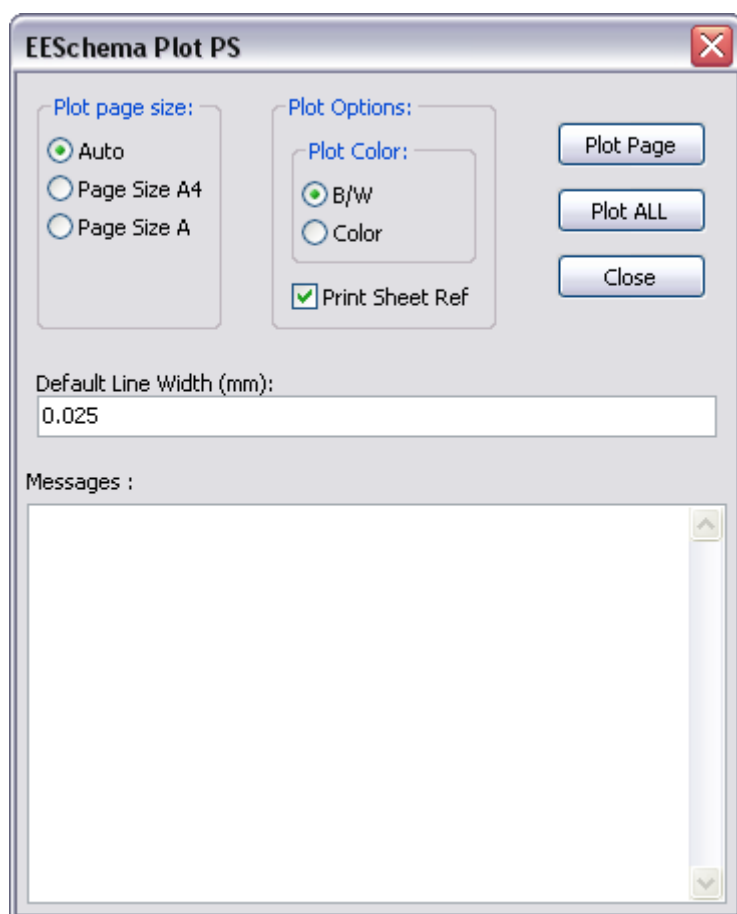 EESchema Plot PS
Plot page size:
Auto
Page Size A4
Page Size A
Plot Options:
Plot Color:
B/W
Color
Print Sheet Ref
Plot Page
Plot ALL
Close
Default Line Width (mm):
0.025
Messages :